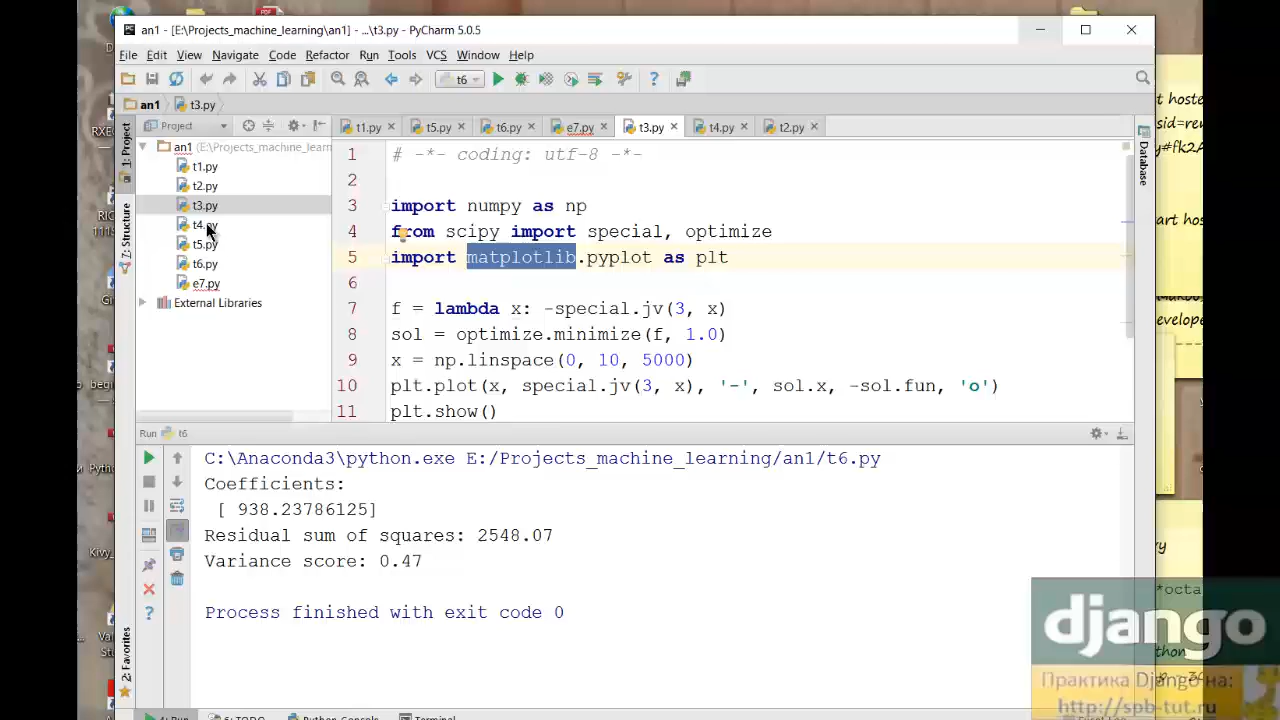 an1 - [E:\Projects_machine_learning\an1] - ...\t3.py - PyCharm 5.0.5
File Edit View Navigate Code Refactor Run Tools VCS Window Help
t6
an1 t3.py
1: Project
Z: Structure
2: Favorites
Database
Project
an1 (E:\Projects_machine_learn
t1.py
t2.py
t3.py
t4.py
t5.py
t6.py
e7.py
External Libraries
t1.py t5.py t6.py e7.py t3.py t4.py t2.py
1 # -*- coding: utf-8 -*-
2
3 import numpy as np
4 from scipy import special, optimize
5 import matplotlib.pyplot as plt
6
7 f = lambda x: -special.jv(3, x)
8 sol = optimize.minimize(f, 1.0)
9 x = np.linspace(0, 10, 5000)
10 plt.plot(x, special.jv(3, x), '-', sol.x, -sol.fun, 'o')
11 plt.show()
Run t6
C:\Anaconda3\python.exe E:/Projects_machine_learning/an1/t6.py
Coefficients:
[ 938.23786125]
Residual sum of squares: 2548.07
Variance score: 0.47
Process finished with exit code 0
django
Практика Django на:
http://spb-tut.ru
4: Run 6: TODO Python Console Terminal